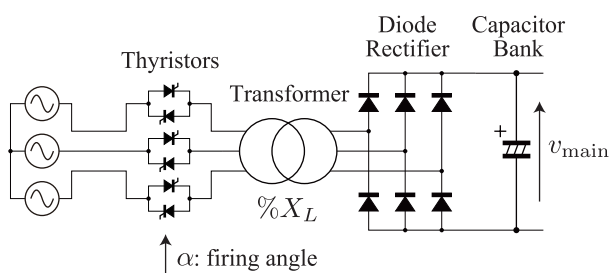 Diode
Rectifier
Capacitor
Bank
Thyristors
Transformer
+
v_main
%X_L
α: firing angle